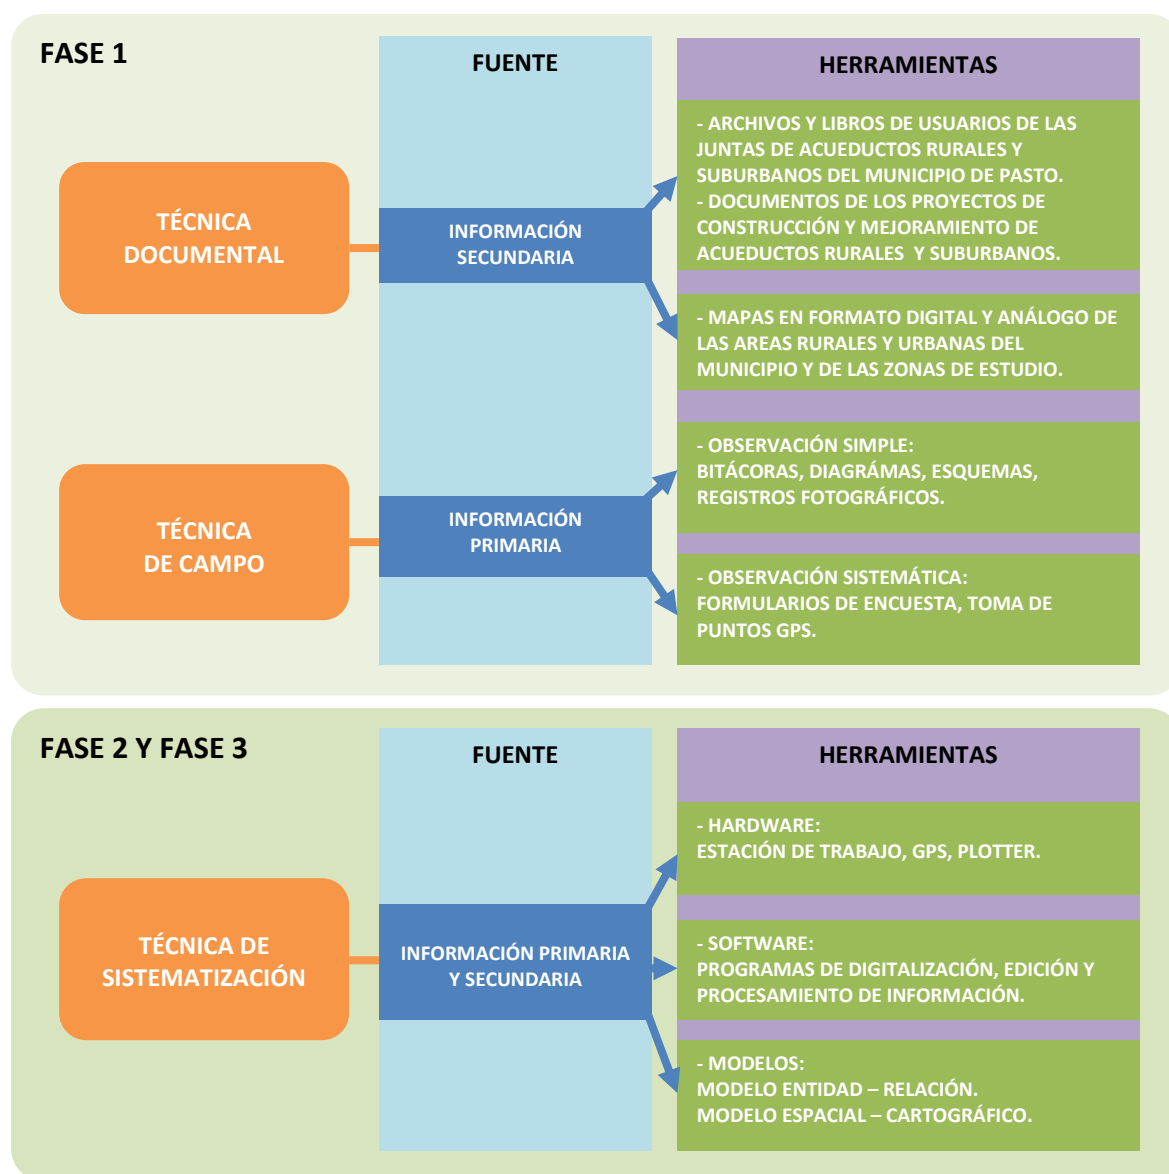 FASE 1
FUENTE
HERRAMIENTAS
TÉCNICA
DOCUMENTAL
INFORMACIÓN
SECUNDARIA
- ARCHIVOS Y LIBROS DE USUARIOS DE LAS
JUNTAS DE ACUEDUCTOS RURALES Y
SUBURBANOS DEL MUNICIPIO DE PASTO.
- DOCUMENTOS DE LOS PROYECTOS DE
CONSTRUCCIÓN Y MEJORAMIENTO DE
ACUEDUCTOS RURALES Y SUBURBANOS.
- MAPAS EN FORMATO DIGITAL Y ANÁLOGO DE
LAS AREAS RURALES Y URBANAS DEL
MUNICIPIO Y DE LAS ZONAS DE ESTUDIO.
TÉCNICA
DE CAMPO
INFORMACIÓN
PRIMARIA
- OBSERVACIÓN SIMPLE:
BITÁCORAS, DIAGRÁMAS, ESQUEMAS,
REGISTROS FOTOGRÁFICOS.
- OBSERVACIÓN SISTEMÁTICA:
FORMULARIOS DE ENCUESTA, TOMA DE
PUNTOS GPS.
FASE 2 Y FASE 3
FUENTE
HERRAMIENTAS
TÉCNICA DE
SISTEMATIZACIÓN
INFORMACIÓN PRIMARIA
Y SECUNDARIA
- HARDWARE:
ESTACIÓN DE TRABAJO, GPS, PLOTTER.
- SOFTWARE:
PROGRAMAS DE DIGITALIZACIÓN, EDICIÓN Y
PROCESAMIENTO DE INFORMACIÓN.
- MODELOS:
MODELO ENTIDAD – RELACIÓN.
MODELO ESPACIAL – CARTOGRÁFICO.